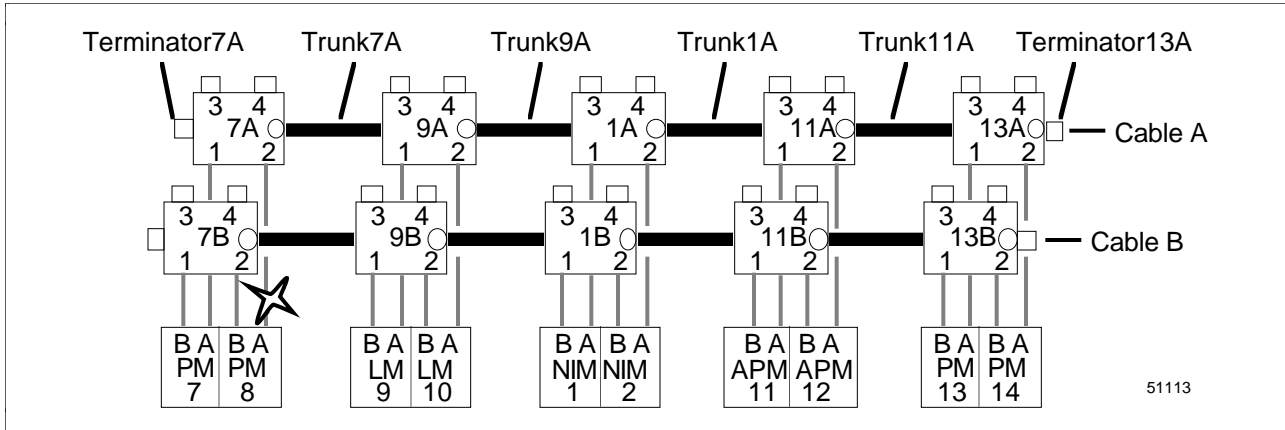 Terminator7A Trunk7A Trunk9A Trunk1A Trunk11A Terminator13A
3 4 3 4 3 4 3 4 3 4
7A 9A 1A 11A 13A Cable A
1 2 1 2 1 2 1 2 1 2
3 4 3 4 3 4 3 4 3 4
7B 9B 1B 11B 13B Cable B
1 2 1 2 1 2 1 2 1 2
B A B A B A B A B A B A B A B A B A B A
PM PM LM LM NIM NIM APM APM PM PM
7 8 9 10 1 2 11 12 13 14
51113